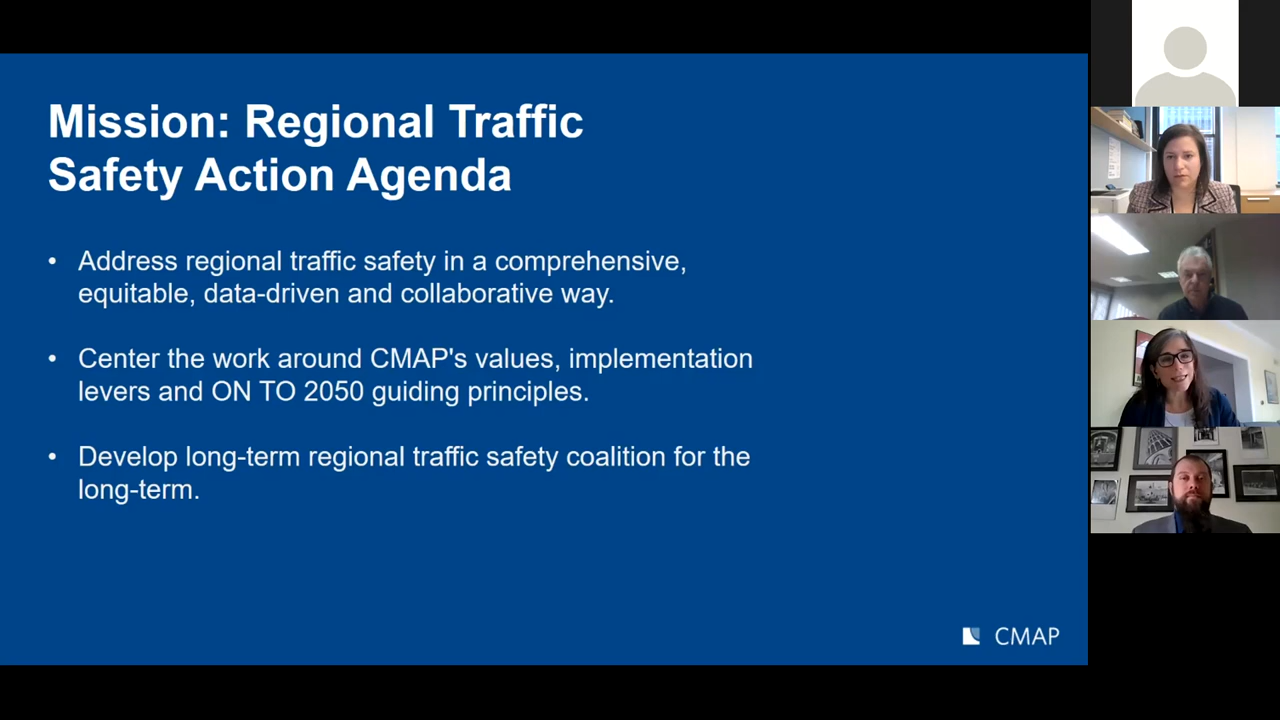 Mission: Regional Traffic
Safety Action Agenda
• Address regional traffic safety in a comprehensive,
equitable, data-driven and collaborative way.
• Center the work around CMAP's values, implementation
levers and ON TO 2050 guiding principles.
• Develop long-term regional traffic safety coalition for the
long-term.
CMAP